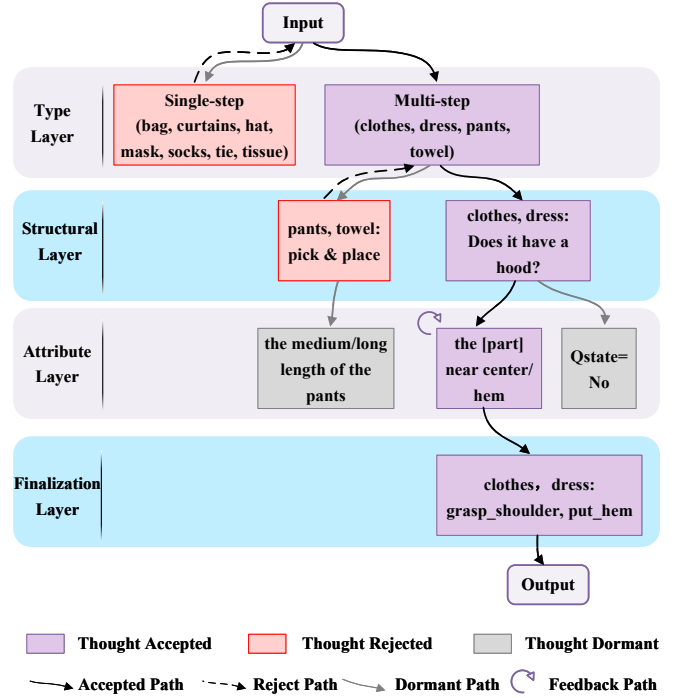 Input
Type
Layer
Single-step
(bag, curtains, hat,
mask, socks, tie, tissue)
Multi-step
(clothes, dress, pants,
towel)
Structural
Layer
pants, towel:
pick & place
clothes, dress:
Does it have a
hood?
Attribute
Layer
the medium/long
length of the
pants
the [part]
near center/
hem
Qstate=
No
Finalization
Layer
clothes，dress:
grasp_shoulder, put_hem
Output
Thought Accepted
Thought Rejected
Thought Dormant
Accepted Path
Reject Path
Dormant Path
Feedback Path